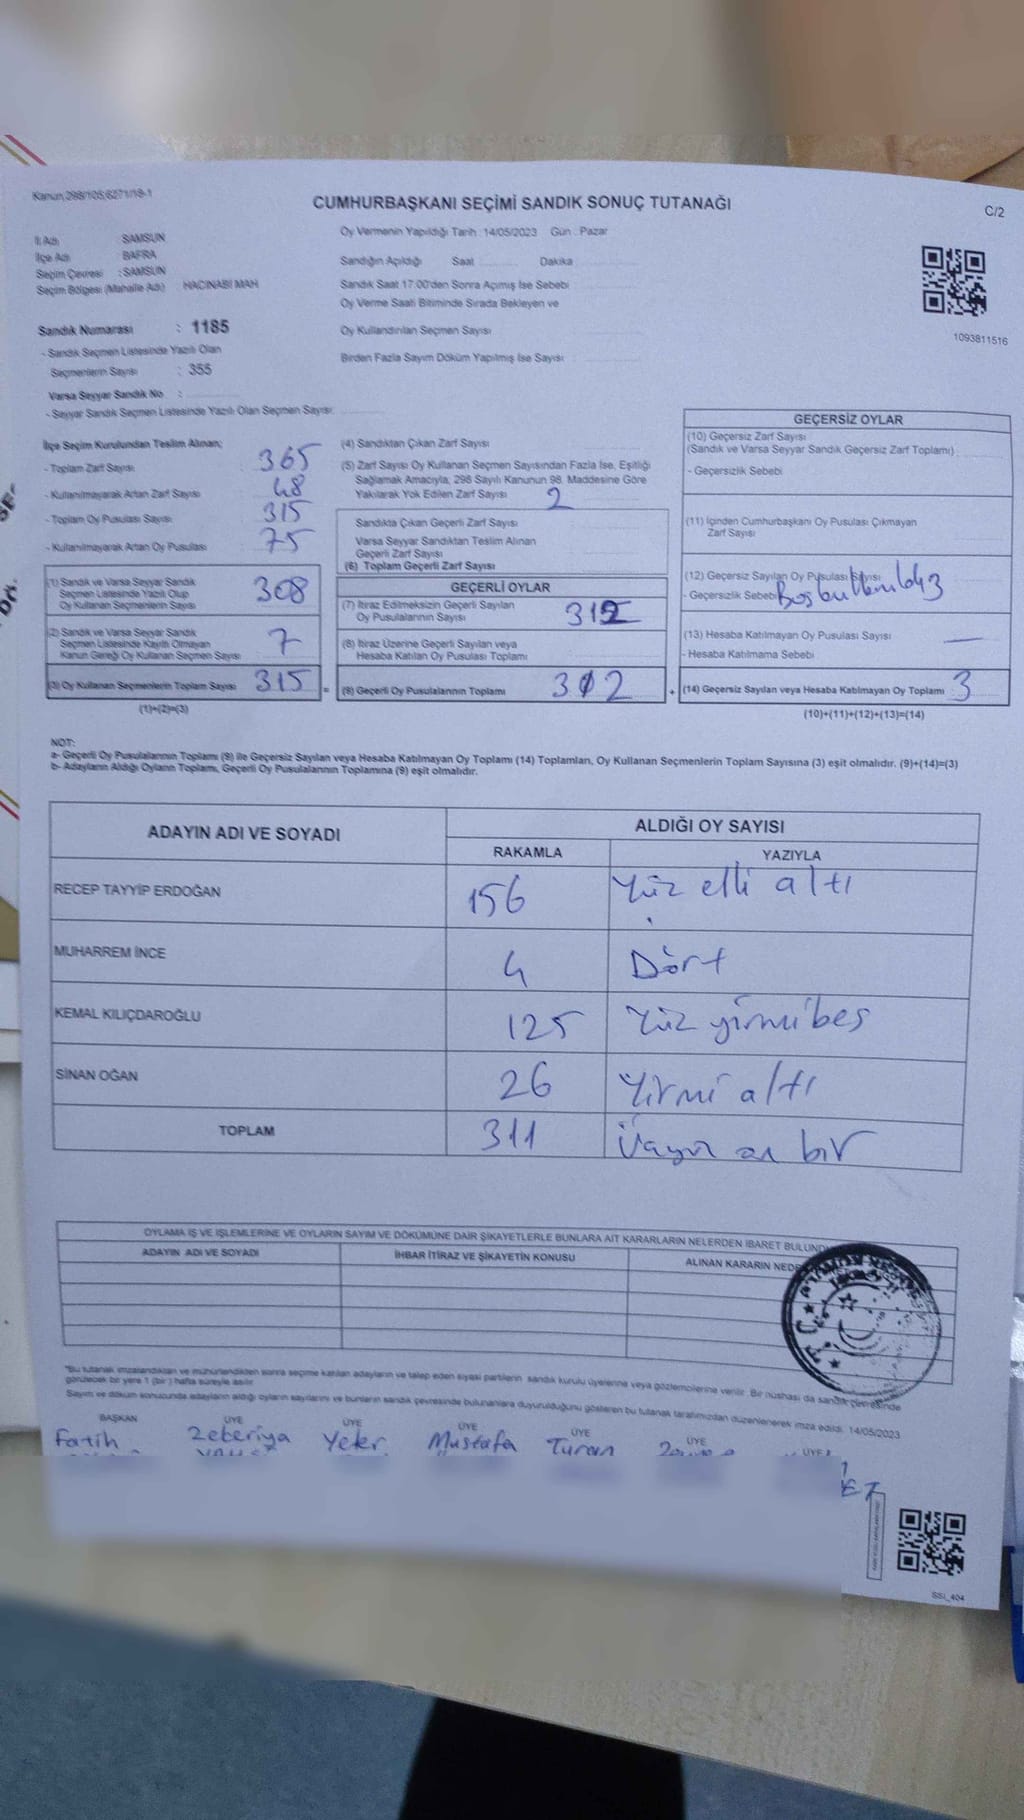 Kanun 298/105/6271/18-1
CUMHURBAŞKANI SEÇİMİ SANDIK SONUÇ TUTANAĞI
C/2
İl Adı : SAMSUN
İlçe Adı : BAFRA
Seçim Çevresi : SAMSUN
Seçim Bölgesi (Mahalle Adı) HACINABİ MAH
Sandık Numarası : 1185
- Sandık Seçmen Listesinde Yazılı Olan
Seçmenlerin Sayısı : 355
Varsa Seyyar Sandık No :
- Seyyar Sandık Seçmen Listesinde Yazılı Olan Seçmen Sayısı:
Oy Vermenin Yapıldığı Tarih : 14/05/2023 Gün : Pazar
Sandığın Açıldığı Saat Dakika
Sandık Saat 17:00'den Sonra Açımış İse Sebebi
Oy Verme Saati Bitiminde Sırada Bekleyen ve
Oy Kullandırılan Seçmen Sayısı
Birden Fazla Sayım Döküm Yapılmış İse Sayısı :
1093811516
İlçe Seçim Kurulundan Teslim Alınan;
- Toplam Zarf Sayısı 365
- Kullanılmayarak Artan Zarf Sayısı 48
- Toplam Oy Pusulası Sayısı 315
- Kullanılmayarak Artan Oy Pusulası 75
(1) Sandık ve Varsa Seyyar Sandık
Seçmen Listesinde Yazılı Olup
Oy Kullanan Seçmenlerin Sayısı 308
(2) Sandık ve Varsa Seyyar Sandık
Seçmen Listesinde Kayıtlı Olmayan
Kanun Gereği Oy Kullanan Seçmen Sayısı 7
(3) Oy Kullanan Seçmenlerin Toplam Sayısı 315 =
(1)+(2)=(3)
(4) Sandıktan Çıkan Zarf Sayısı
(5) Zarf Sayısı Oy Kullanan Seçmen Sayısından Fazla İse, Eşitliği
Sağlamak Amacıyla, 298 Sayılı Kanunun 98. Maddesine Göre
Yakılarak Yok Edilen Zarf Sayısı 2
Sandıkta Çıkan Geçerli Zarf Sayısı
Varsa Seyyar Sandıktan Teslim Alınan
Geçerli Zarf Sayısı
(6) Toplam Geçerli Zarf Sayısı
GEÇERLİ OYLAR
(7) İtiraz Edilmeksizin Geçerli Sayılan
Oy Pusulalarının Sayısı 312
(8) İtiraz Üzerine Geçerli Sayılan veya
Hesaba Katılan Oy Pusulası Toplamı
Geçerli Oy Pusulalarının Toplamı +
GEÇERSİZ OYLAR
(10) Geçersiz Zarf Sayısı
(Sandık ve Varsa Seyyar Sandık Geçersiz Zarf Toplamı)
- Geçersizlik Sebebi
(11) İçinden Cumhurbaşkanı Oy Pusulası Çıkmayan
Zarf Sayısı
(12) Geçersiz Sayılan Oy Pusulası Sayısı
- Geçersizlik Sebebi Boş 3
(13) Hesaba Katılmayan Oy Pusulası Sayısı —
- Hesaba Katılmama Sebebi
(14) Geçersiz Sayılan veya Hesaba Katılmayan Oy Toplamı 3
(10)+(11)+(12)+(13)=(14)
NOT:
a- Geçerli Oy Pusulalarının Toplamı (9) ile Geçersiz Sayılan veya Hesaba Katılmayan Oy Toplamı (14) Toplamları, Oy Kullanan Seçmenlerin Toplam Sayısına (3) eşit olmalıdır. (9)+(14)=(3)
b- Adayların Aldığı Oyların Toplamı, Geçerli Oy Pusulalarının Toplamına (9) eşit olmalıdır.
ADAYIN ADI VE SOYADI ALDIĞI OY SAYISI
RAKAMLA YAZIYLA
RECEP TAYYİP ERDOĞAN 156 Yüz elli altı
MUHARREM İNCE 4 Dört
KEMAL KILIÇDAROĞLU 125 Yüz yirmi beş
SİNAN OĞAN 26 Yirmi altı
TOPLAM 311 on bir
OYLAMA İŞ VE İŞLEMLERİNE VE OYLARIN SAYIM VE DÖKÜMÜNE DAİR ŞİKAYETLERLE BUNLARA AİT KARARLARIN NELERDEN İBARET
ADAYIN ADI VE SOYADI İHBAR İTİRAZ VE ŞİKAYETİN KONUSU ALINAN KARARIN
*Bu tutanak imzalandıktan ve mühürlendikten sonra seçime katılan adayların ve talep eden siyasi partilerin sandık kurulu üyelerine veya gözlemcilerine verilir. Bir nüshası da sandık çevresinde
görülecek bir yere 1 (bir) hafta süreyle asılır.
Sayım ve döküm sonucunda adayların aldığı oyların sayılarını ve bunların sandık çevresinde bulunanlara duyurulduğunu gösteren bu tutanak tarafımızdan düzenlenerek imza edildi. 14/05/2023
BAŞKAN ÜYE ÜYE ÜYE ÜYE ÜYE ÜYE
Fatih Zekeriya Yeter Mustafa Turan
SSI_404